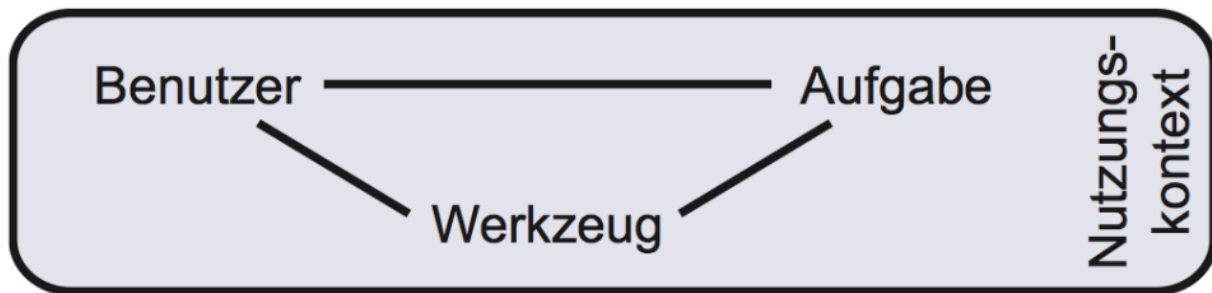 Benutzer
Aufgabe
Werkzeug
Nutzungs-
kontext